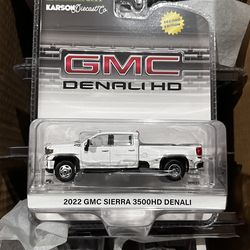 KARSON Diecast Co.
GMC
DENALI HD
2022 GMC SIERRA 3500HD DENALI